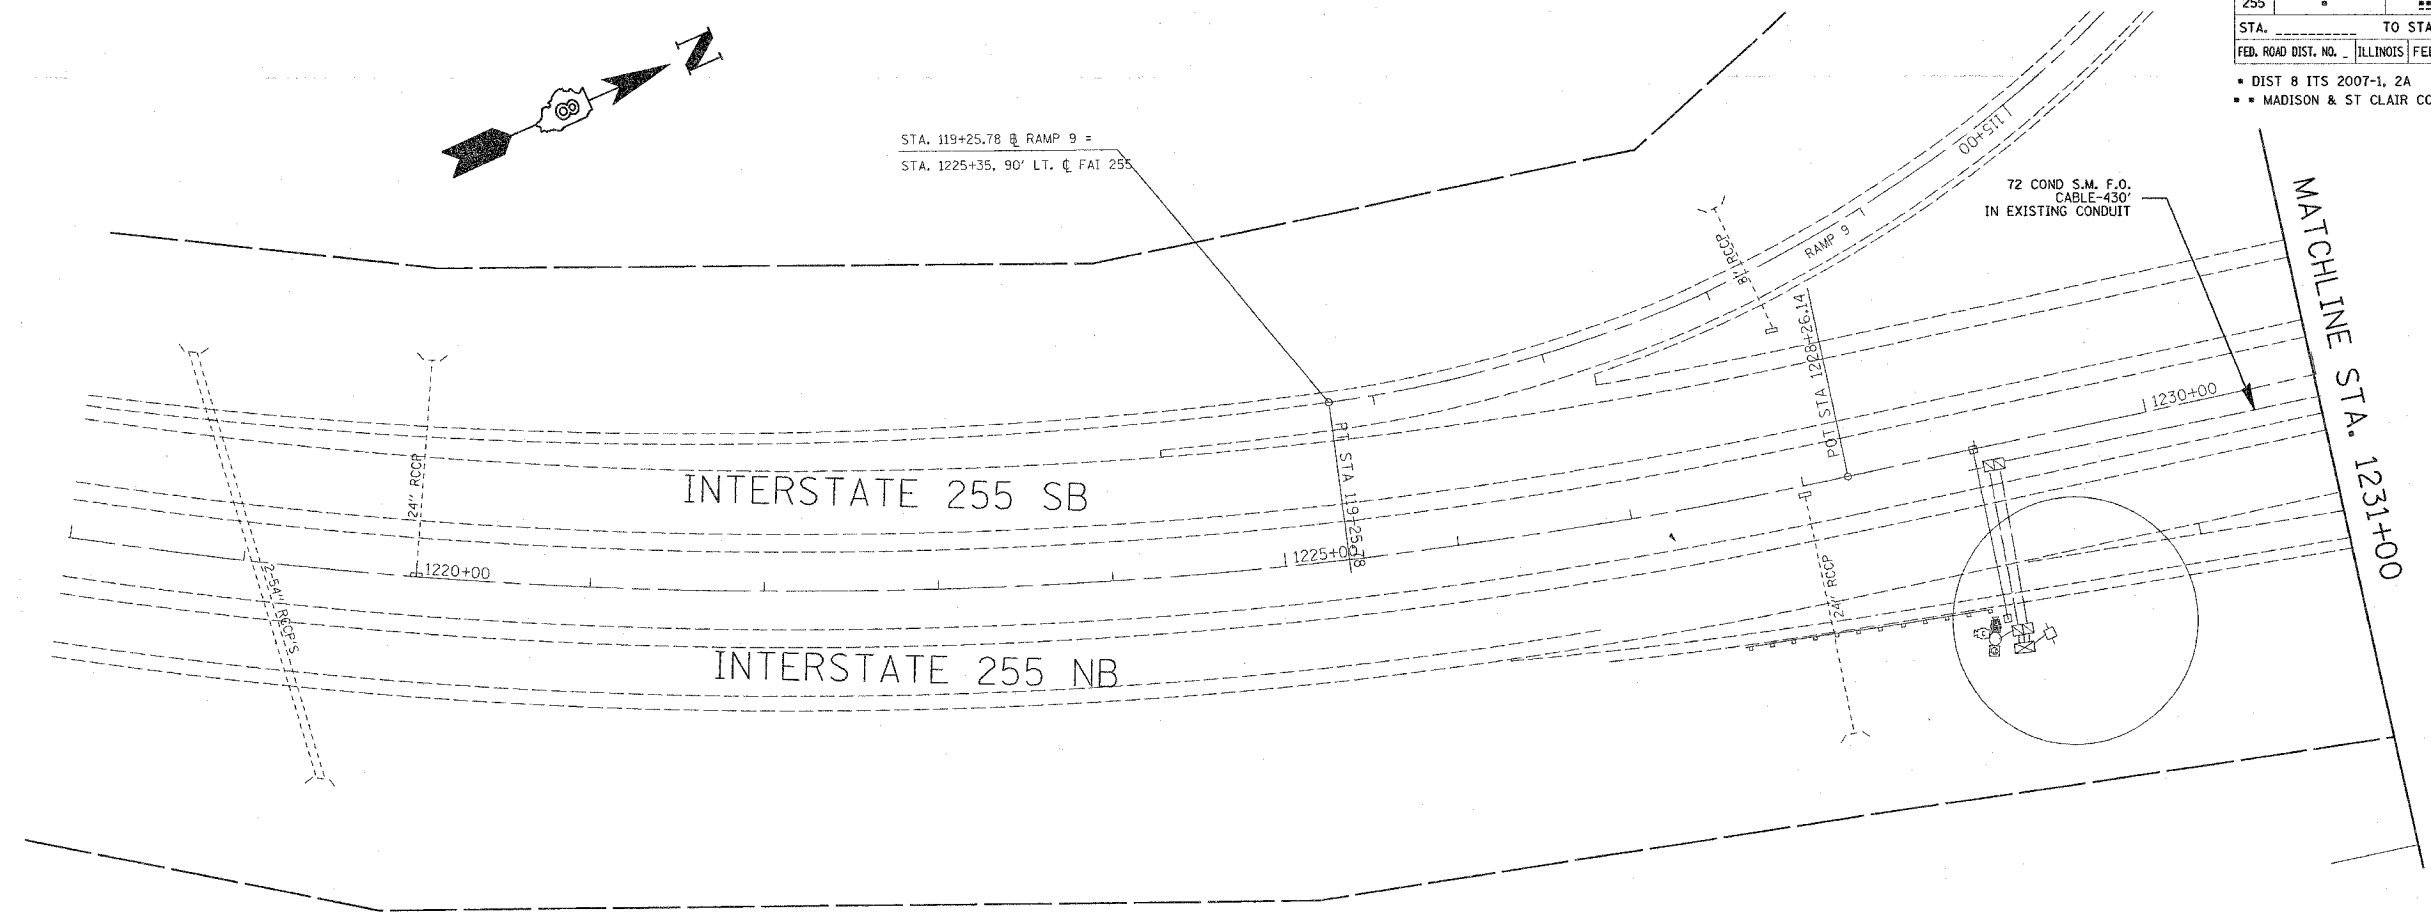 255 * **
STA. __________ TO STA
FED. ROAD DIST. NO. _ ILLINOIS FE
* DIST 8 ITS 2007-1, 2A
* * MADISON & ST CLAIR CO
N
8
STA. 119+25.78 ⅊ RAMP 9 =
STA. 1225+35, 90' LT. ℄ FAI 255
115+00
72 COND S.M. F.O.
CABLE-430'
IN EXISTING CONDUIT
MATCHLINE STA. 1231+00
RAMP 9
POT STA 1228+26.14
1230+00
24" RCCP
INTERSTATE 255 SB
PT STA 119+25.78
1225+00
1220+00
2-54" RCCP'S
24" RCCP
INTERSTATE 255 NB